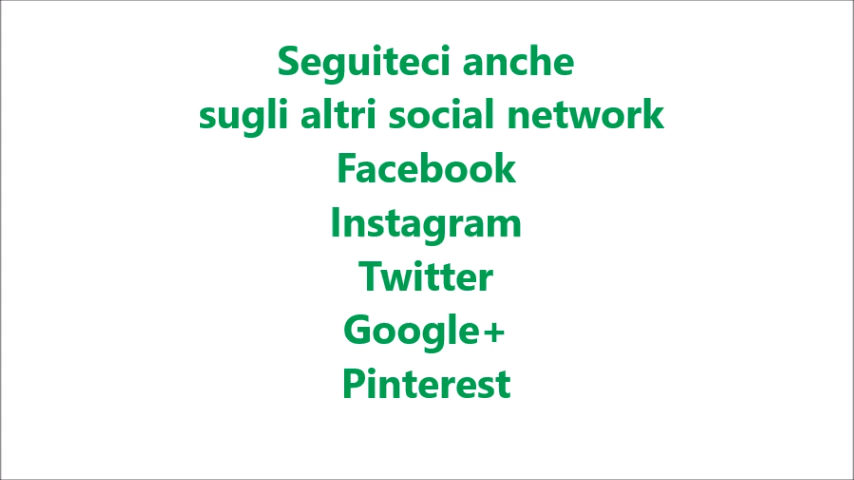 Seguiteci anche
sugli altri social network
Facebook
Instagram
Twitter
Google+
Pinterest